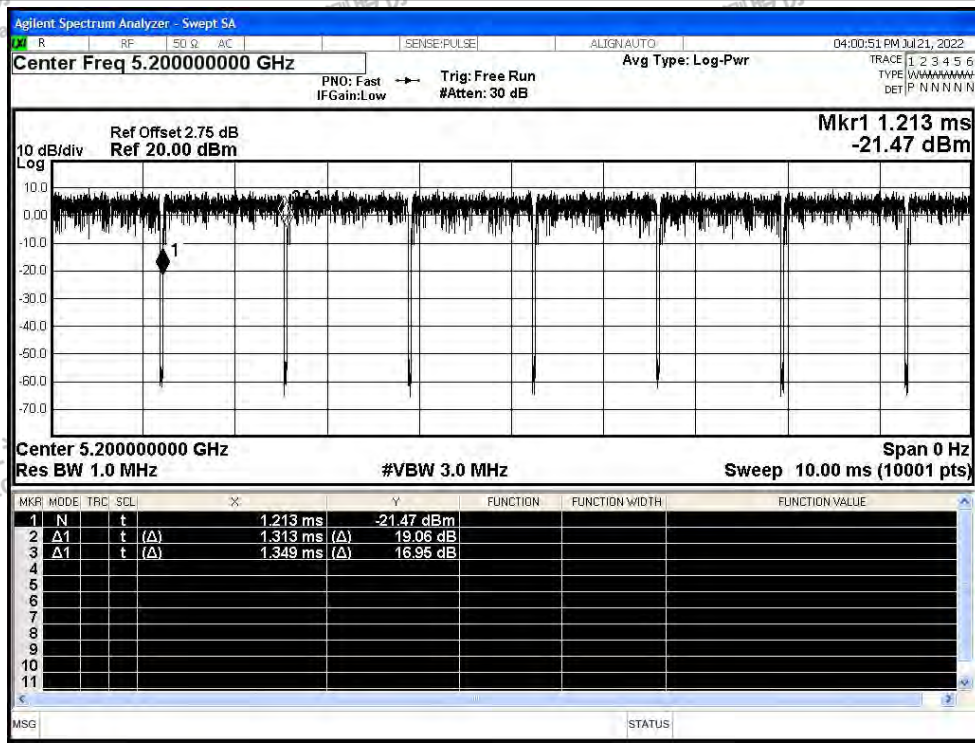 Agilent Spectrum Analyzer - Swept SA
R RF 50 Ω AC SENSE:PULSE ALIGNAUTO 04:00:51 PM Jul 21, 2022
Center Freq 5.200000000 GHz
PNO: Fast
IFGain:Low
Trig: Free Run
#Atten: 30 dB
Avg Type: Log-Pwr
TRACE 1 2 3 4 5 6
TYPE WWWWWW
DET P N N N N N
Mkr1 1.213 ms
-21.47 dBm
Ref Offset 2.75 dB
10 dB/div Ref 20.00 dBm
Log
10.0
0.00
-10.0
1
-20.0
-30.0
-40.0
-50.0
-60.0
-70.0
Center 5.200000000 GHz Span 0 Hz
Res BW 1.0 MHz #VBW 3.0 MHz Sweep 10.00 ms (10001 pts)
MKR MODE TRC SCL X Y FUNCTION FUNCTION WIDTH FUNCTION VALUE
1 N t 1.213 ms -21.47 dBm
2 Δ1 t (Δ) 1.313 ms (Δ) 19.06 dB
3 Δ1 t (Δ) 1.349 ms (Δ) 16.95 dB
4
5
6
7
8
9
10
11
MSG STATUS